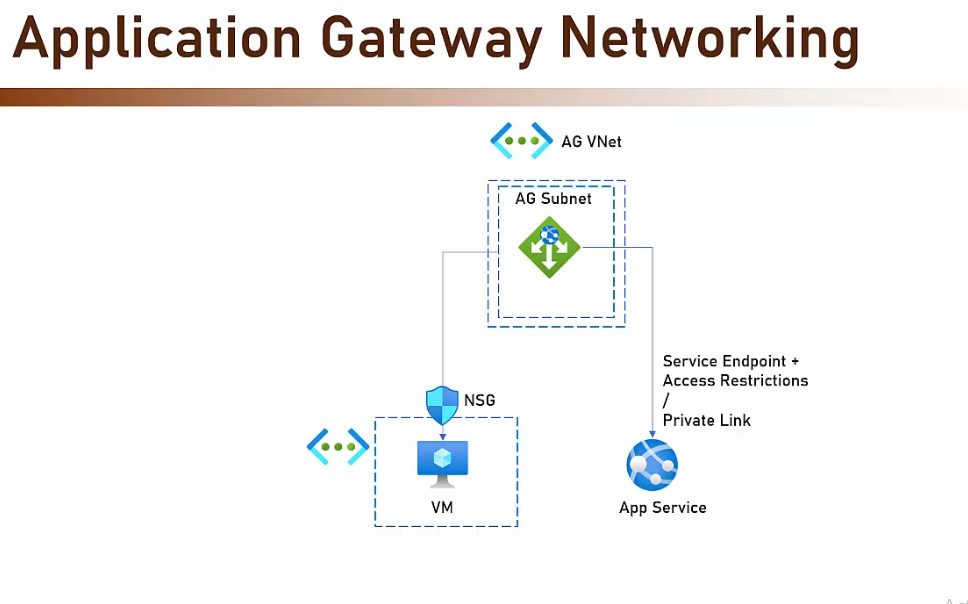 Application Gateway Networking
AG VNet
AG Subnet
NSG
VM
Service Endpoint +
Access Restrictions
/
Private Link
App Service